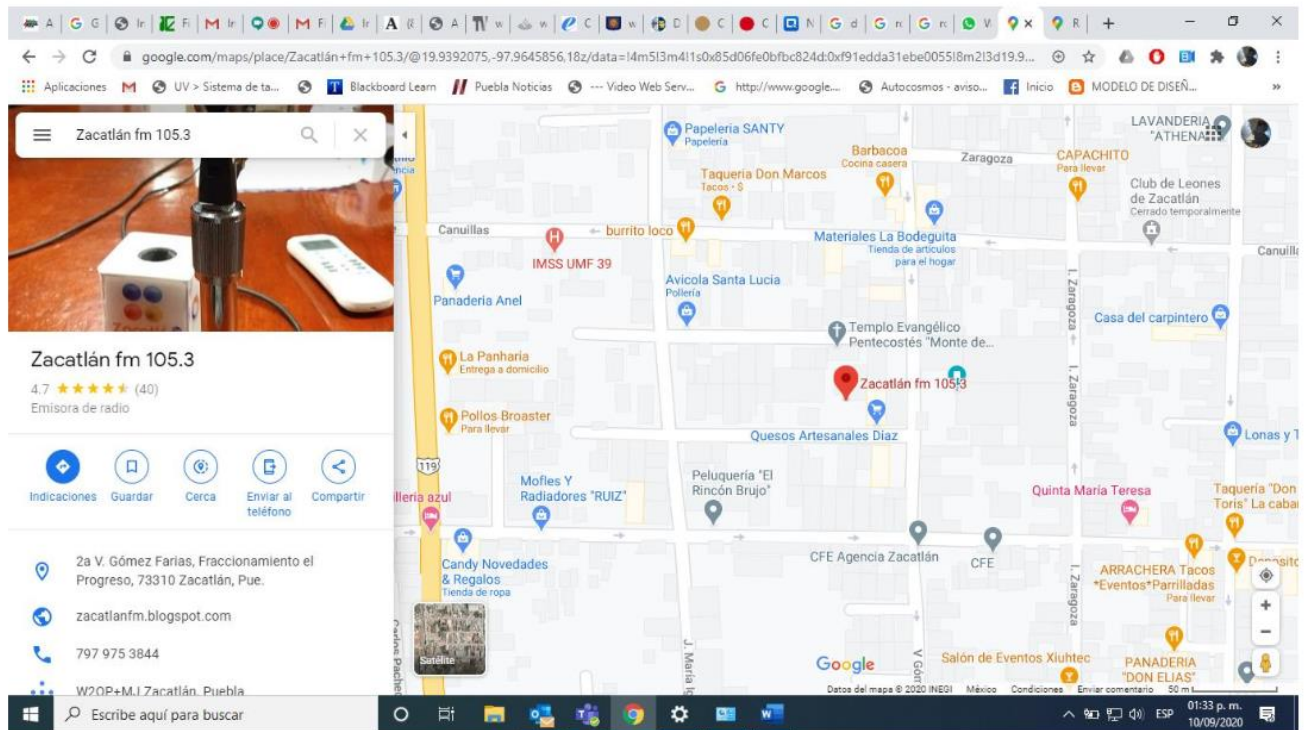 google.com/maps/place/Zacatlán+fm+105.3/@19.9392075,-97.9645856,18z/data=!4m5!3m4!1s0x85d06fe0bfbc824d:0xf91edda31ebe0055!8m2!3d19.9...
Aplicaciones UV > Sistema de ta... Blackboard Learn Puebla Noticias --- Video Web Serv... http://www.google.... Autocosmos - aviso... Inicio MODELO DE DISEÑ... »
Zacatlán fm 105.3
Zacatlán fm 105.3
4.7 (40)
Emisora de radio
Indicaciones Guardar Cerca Enviar al teléfono Compartir
2a V. Gómez Farias, Fraccionamiento el
Progreso, 73310 Zacatlán, Pue.
zacatlanfm.blogspot.com
797 975 3844
W2QP+MJ Zacatlán, Puebla
Papeleria SANTY
Papelería
LAVANDERIA
"ATHENA
Barbacoa
Cocina casera
Zaragoza
CAPACHITO
Para llevar
Taqueria Don Marcos
Tacos • $
Club de Leones
de Zacatlán
Cerrado temporalmente
Canuillas
burrito loco
IMSS UMF 39
Materiales La Bodeguita
Tienda de artículos
para el hogar
Canuilla
Panaderia Anel
Avicola Santa Lucia
Pollería
I. Zaragoza
Casa del carpintero
Templo Evangélico
Pentecostés "Monte de...
La Panharia
Entrega a domicilio
Zacatlán fm 105.3
I. Zaragoza
Pollos Broaster
Para llevar
Quesos Artesanales Diaz
Lonas y T
119
Mofles Y
Radiadores "RUIZ"
Peluquería "El
Rincón Brujo"
Quinta María Teresa
Taquería "Don
Toris" La caba
illeria azul
CFE Agencia Zacatlán
CFE
Candy Novedades
& Regalos
Tienda de ropa
I. Zaragoza
ARRACHERA Tacos
*Eventos*Parrilladas
Para llevar
Deposito
Satélite
Carlos Pachec
J. María Ig
V Góm
Google
Salón de Eventos Xiuhtec
PANADERIA
"DON ELIAS"
Datos del mapa © 2020 INEGI México Condiciones Enviar comentario 50 m
Escribe aquí para buscar
ESP
01:33 p. m.
10/09/2020